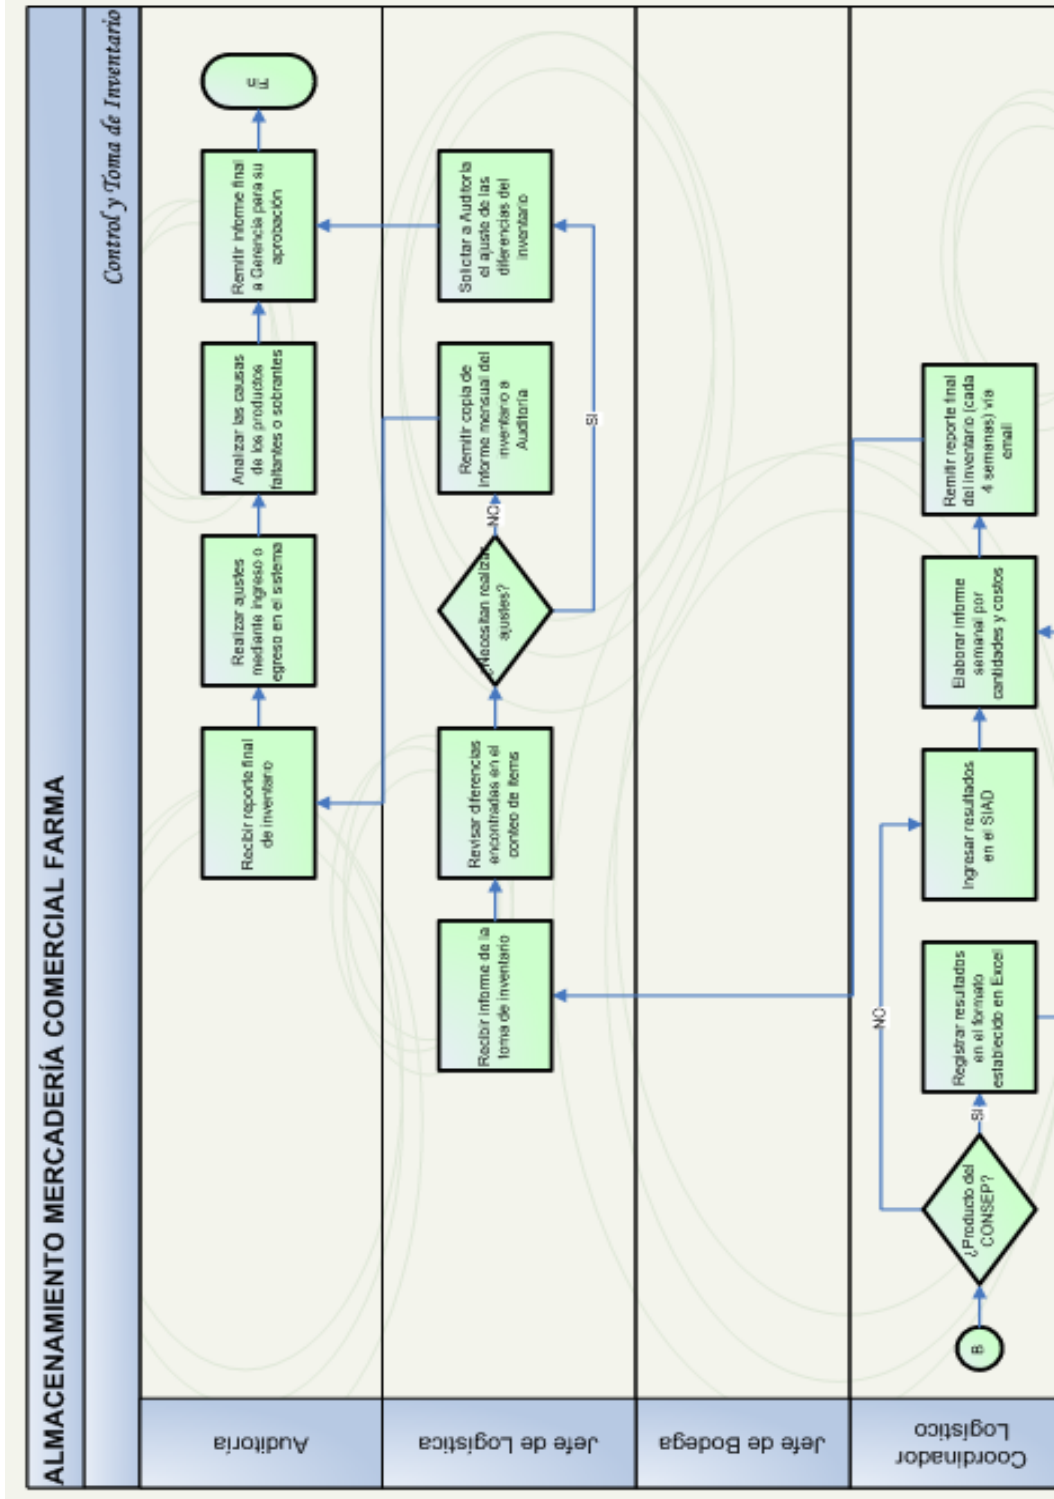 ALMACENAMIENTO MERCADERÍA COMERCIAL FARMA
Control y Toma de Inventario
Auditoría
Recibir reporte final
de inventario
Realizar ajustes
mediante ingreso o
egreso en el sistema
Analizar las causas
de los productos
faltantes o sobrantes
Remitir informe final
a Gerencia para su
aprobación
Fin
Jefe de Logística
Recibir informe de la
toma de inventario
Revisar diferencias
encontradas en el
conteo de ítems
¿Necesitan realizar
ajustes?
NO
Remitir copia de
informe mensual del
inventario a
Auditoría
SI
Solicitar a Auditoría
el ajuste de las
diferencias del
inventario
Jefe de Bodega
Coordinador
Logístico
B
¿Producto del
CONSEP?
SI
NO
Registrar resultados
en el formato
establecido en Excel
Ingresar resultados
en el SIAD
Elaborar informe
semanal por
cantidades y costos
Remitir reporte final
del inventario (cada
4 semanas) vía
email